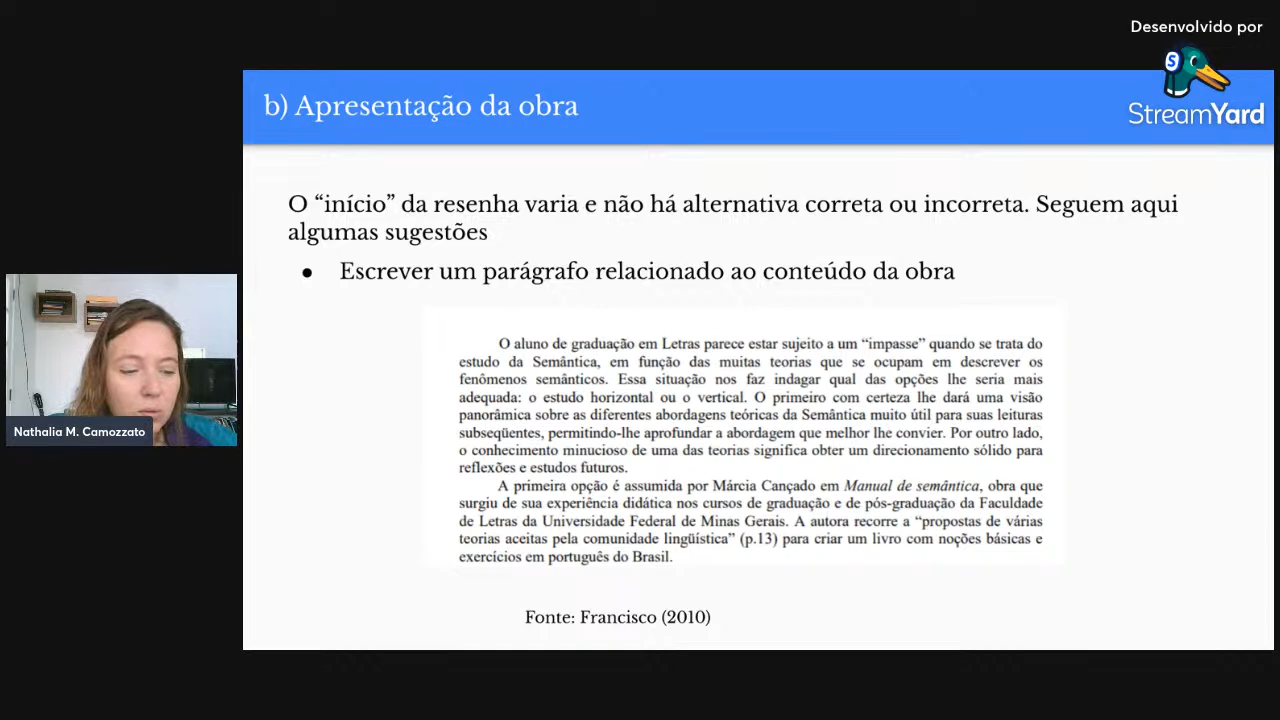 Desenvolvido por
StreamYard
b) Apresentação da obra
O “início” da resenha varia e não há alternativa correta ou incorreta. Seguem aqui
algumas sugestões
● Escrever um parágrafo relacionado ao conteúdo da obra
O aluno de graduação em Letras parece estar sujeito a um “impasse” quando se trata do
estudo da Semântica, em função das muitas teorias que se ocupam em descrever os
fenômenos semânticos. Essa situação nos faz indagar qual das opções lhe seria mais
adequada: o estudo horizontal ou o vertical. O primeiro com certeza lhe dará uma visão
panorâmica sobre as diferentes abordagens teóricas da Semântica muito útil para suas leituras
subseqüentes, permitindo-lhe aprofundar a abordagem que melhor lhe convier. Por outro lado,
o conhecimento minucioso de uma das teorias significa obter um direcionamento sólido para
reflexões e estudos futuros.
A primeira opção é assumida por Márcia Cançado em Manual de semântica, obra que
surgiu de sua experiência didática nos cursos de graduação e de pós-graduação da Faculdade
de Letras da Universidade Federal de Minas Gerais. A autora recorre a “propostas de várias
teorias aceitas pela comunidade lingüística” (p.13) para criar um livro com noções básicas e
exercícios em português do Brasil.
Fonte: Francisco (2010)
Nathalia M. Camozzato